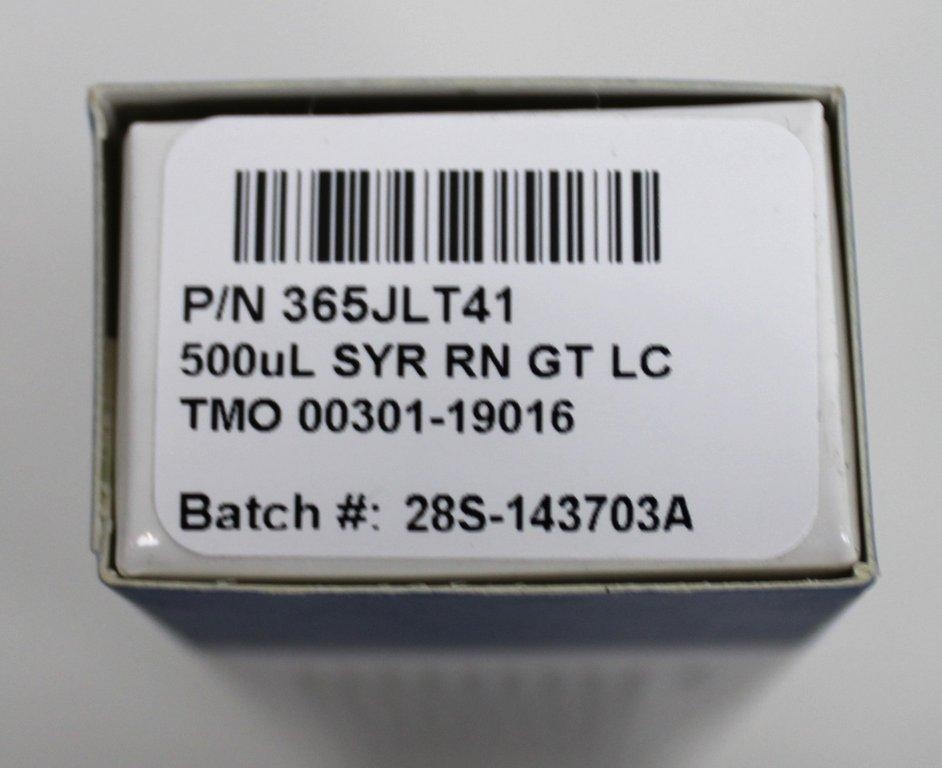 P/N 365JLT41
500uL SYR RN GT LC
TMO 00301-19016
Batch #: 28S-143703A